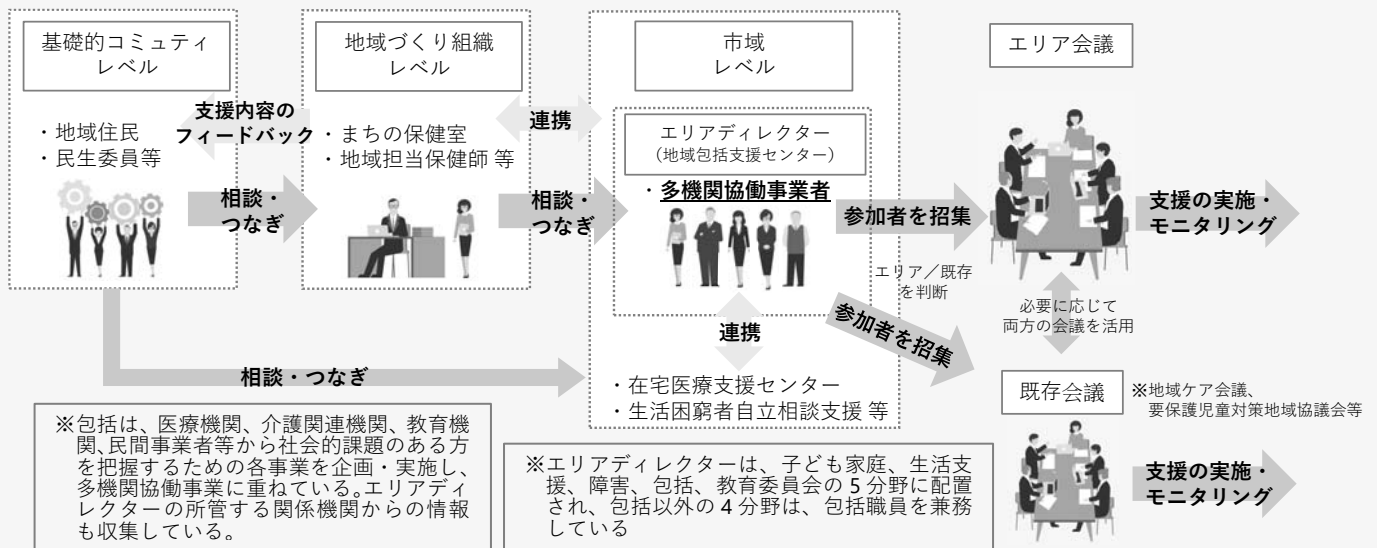 基礎的コミュティ
レベル
・地域住民
・民生委員等
支援内容の
フィードバック
相談・
つなぎ
地域づくり組織
レベル
・まちの保健室
・地域担当保健師 等
連携
相談・
つなぎ
市域
レベル
エリアディレクター
(地域包括支援センター)
・多機関協働事業者
連携
・在宅医療支援センター
・生活困窮者自立相談支援 等
相談・つなぎ
参加者を招集
エリア/既存
を判断
参加者を招集
エリア会議
支援の実施・
モニタリング
必要に応じて
両方の会議を活用
既存会議
※地域ケア会議、
要保護児童対策地域協議会等
支援の実施・
モニタリング
※包括は、医療機関、介護関連機関、教育機
関、民間事業者等から社会的課題のある方
を把握するための各事業を企画・実施し、
多機関協働事業に重ねている。エリアディ
レクターの所管する関係機関からの情報
も収集している。
※エリアディレクターは、子ども家庭、生活支
援、障害、包括、教育委員会の 5 分野に配置
され、包括以外の 4 分野は、包括職員を兼務
している